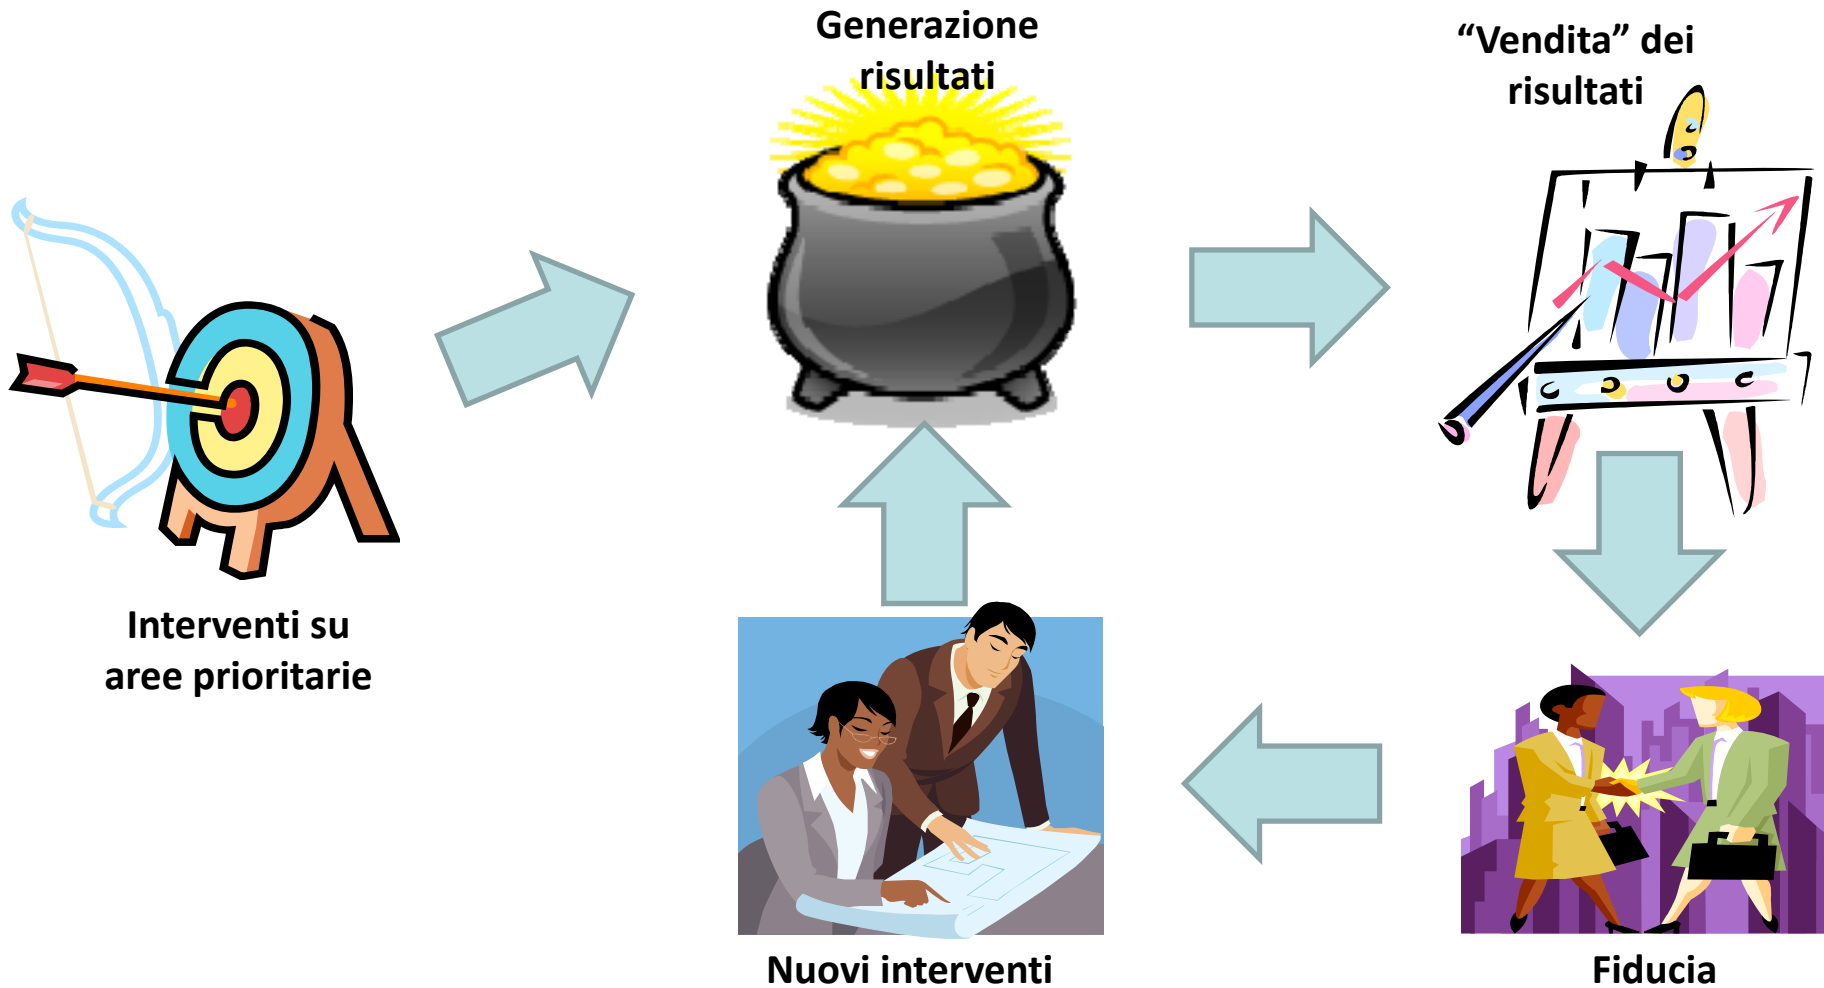 Generazione
risultati
“Vendita” dei
risultati
Interventi su
aree prioritarie
Nuovi interventi
Fiducia